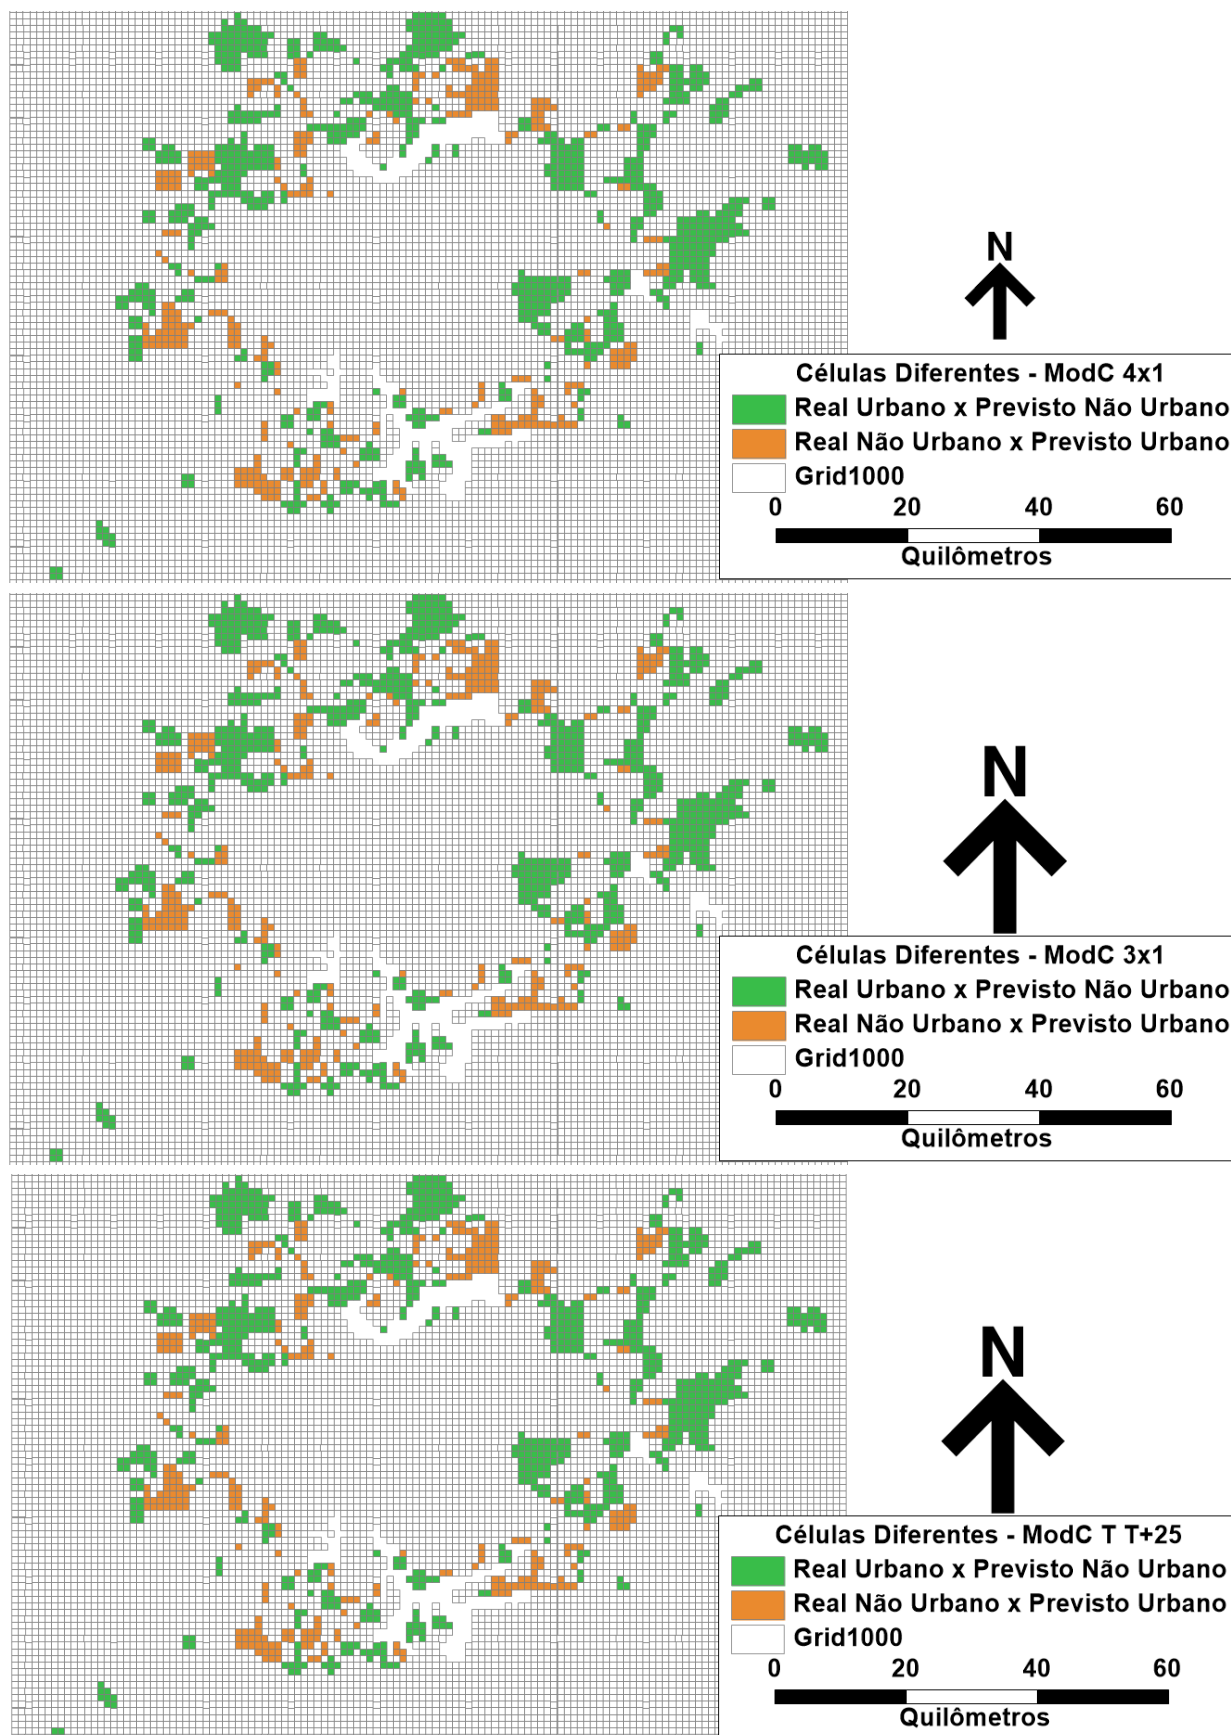 N
Células Diferentes - ModC 4x1
Real Urbano x Previsto Não Urbano
Real Não Urbano x Previsto Urbano
Grid1000
0 20 40 60
Quilômetros
N
Células Diferentes - ModC 3x1
Real Urbano x Previsto Não Urbano
Real Não Urbano x Previsto Urbano
Grid1000
0 20 40 60
Quilômetros
N
Células Diferentes - ModC T T+25
Real Urbano x Previsto Não Urbano
Real Não Urbano x Previsto Urbano
Grid1000
0 20 40 60
Quilômetros